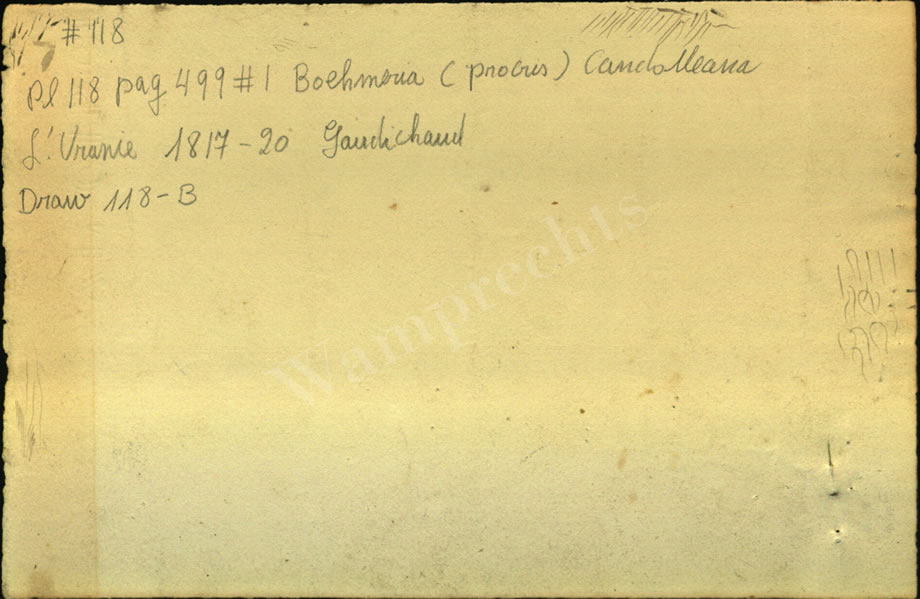 # 118
Pl 118 pag 499 #1 Boehmeria (procris) Candolleana
L'Uranie 1817-20 Gaudichaud
Draw 118-B
Wamprechts